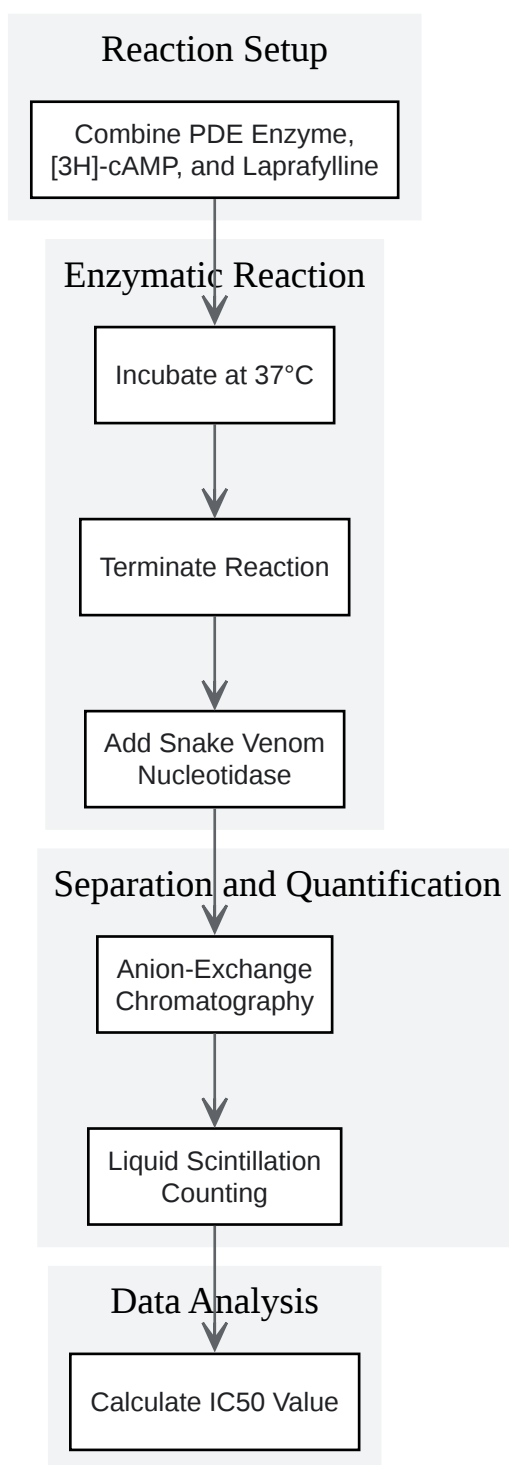 Reaction Setup
Combine PDE Enzyme,
[3H]-cAMP, and Laprafylline
Enzymatic Reaction
Incubate at 37°C
Terminate Reaction
Add Snake Venom
Nucleotidase
Separation and Quantification
Anion-Exchange
Chromatography
Liquid Scintillation
Counting
Data Analysis
Calculate IC50 Value